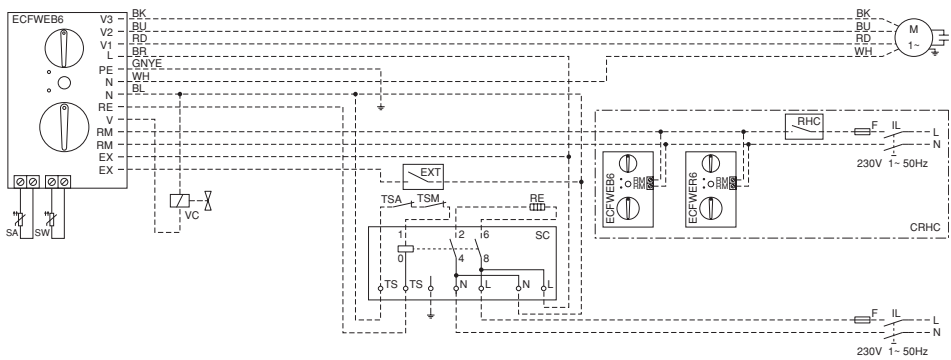 ECFWEB6
V3 BK BK
V2 BU BU
V1 RD RD
L BR WH
PE GNYE
N WH
N BL
RE
V
RM
RM
EX
EX
M
1~
SA SW
VC
EXT
TSA TSM
RE
SC
1 2 6
0 4 8
TS TS N L N L
RHC
F IL
L
N
230V 1~ 50Hz
ECFWEB6
RM
RM
ECFWER6
RM
RM
CRHC
F IL
L
N
230V 1~ 50Hz